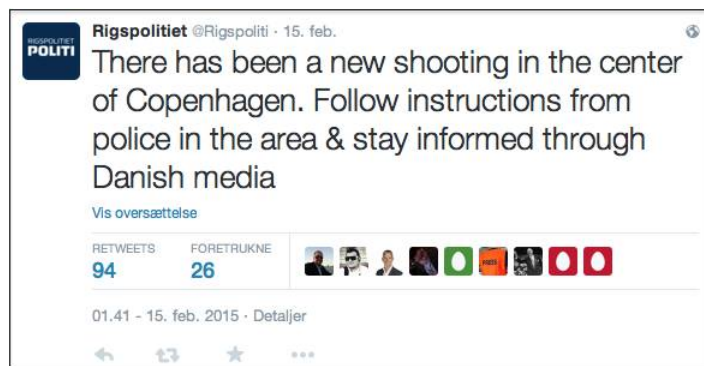 RIGSPOLITIET
POLITI
Rigspolitiet @Rigspoliti · 15. feb.
There has been a new shooting in the center
of Copenhagen. Follow instructions from
police in the area & stay informed through
Danish media
Vis oversættelse
RETWEETS FORETRUKNE
94 26
PRESS
01.41 - 15. feb. 2015 · Detaljer